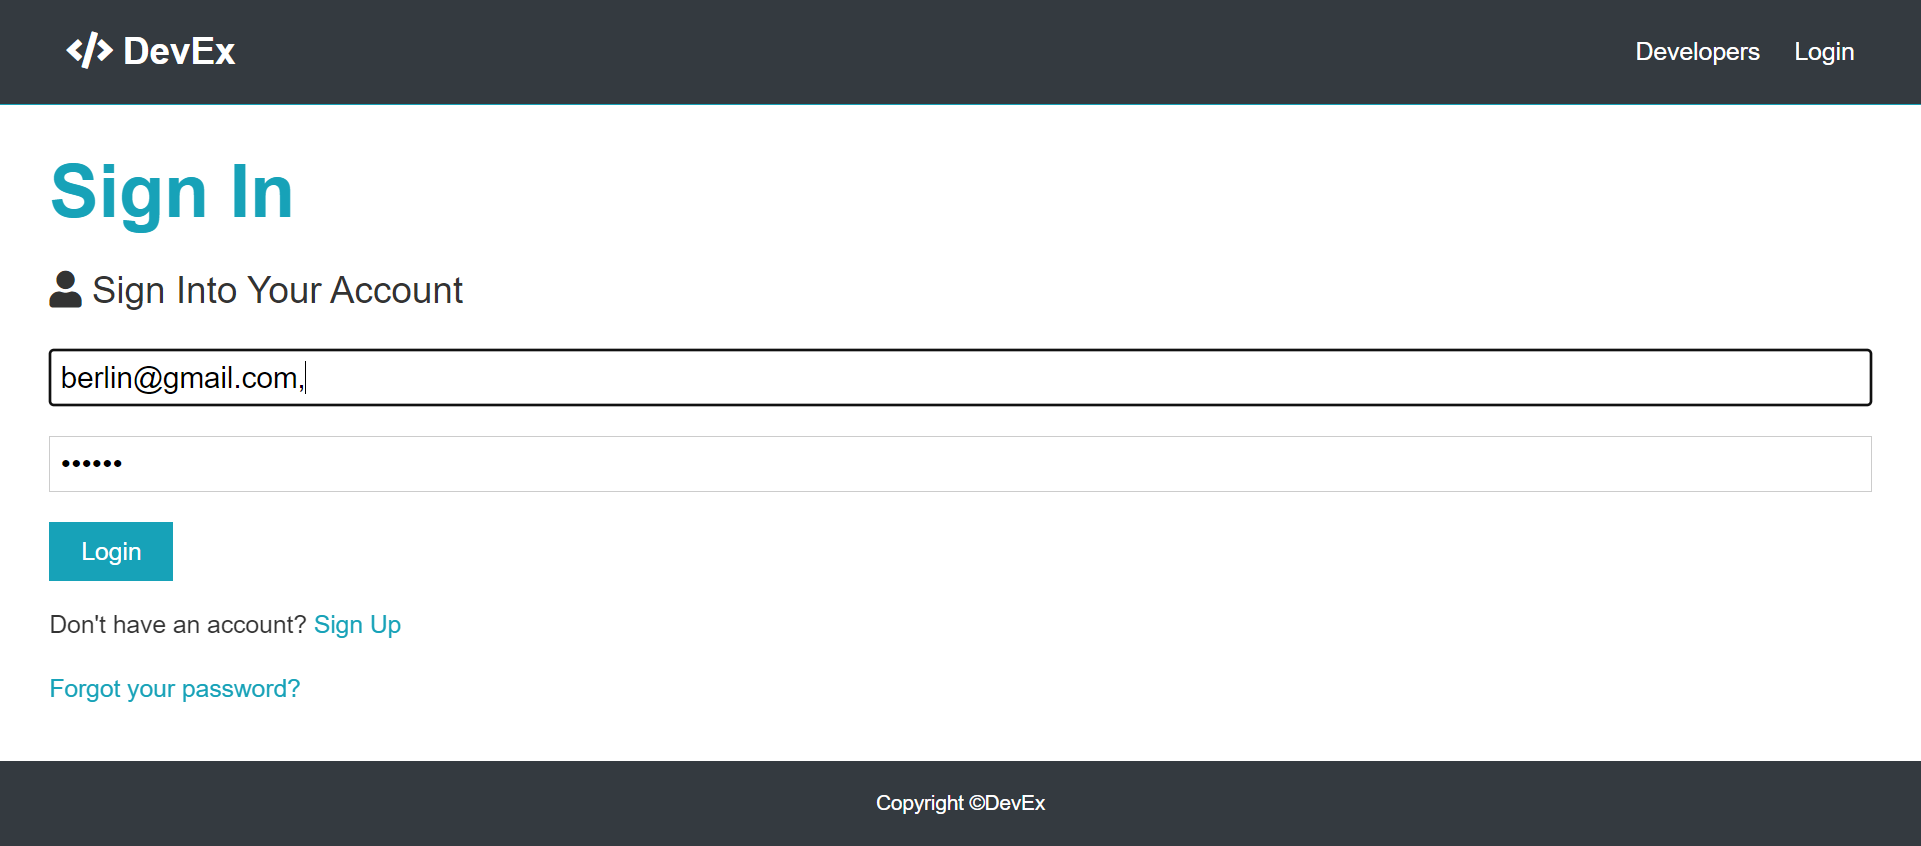 DevEx
Developers Login
Sign In
Sign Into Your Account
berlin@gmail.com,
••••••
Login
Don't have an account? Sign Up
Forgot your password?
Copyright ©DevEx